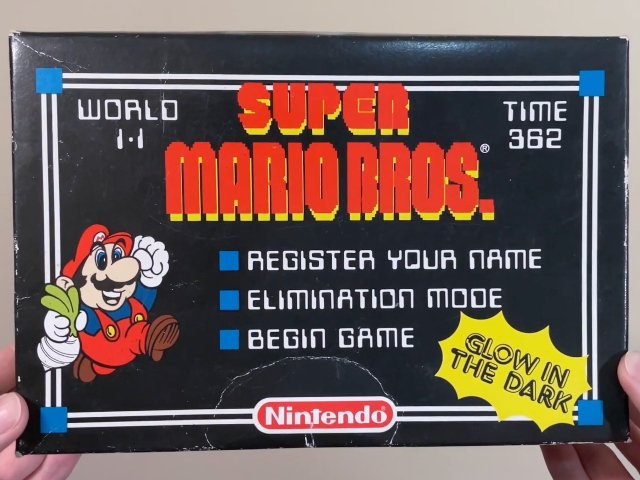 WORLD
1-1
SUPER
MARIO BROS.®
TIME
362
REGISTER YOUR NAME
ELIMINATION MODE
BEGIN GAME
GLOW IN
THE DARK
Nintendo®